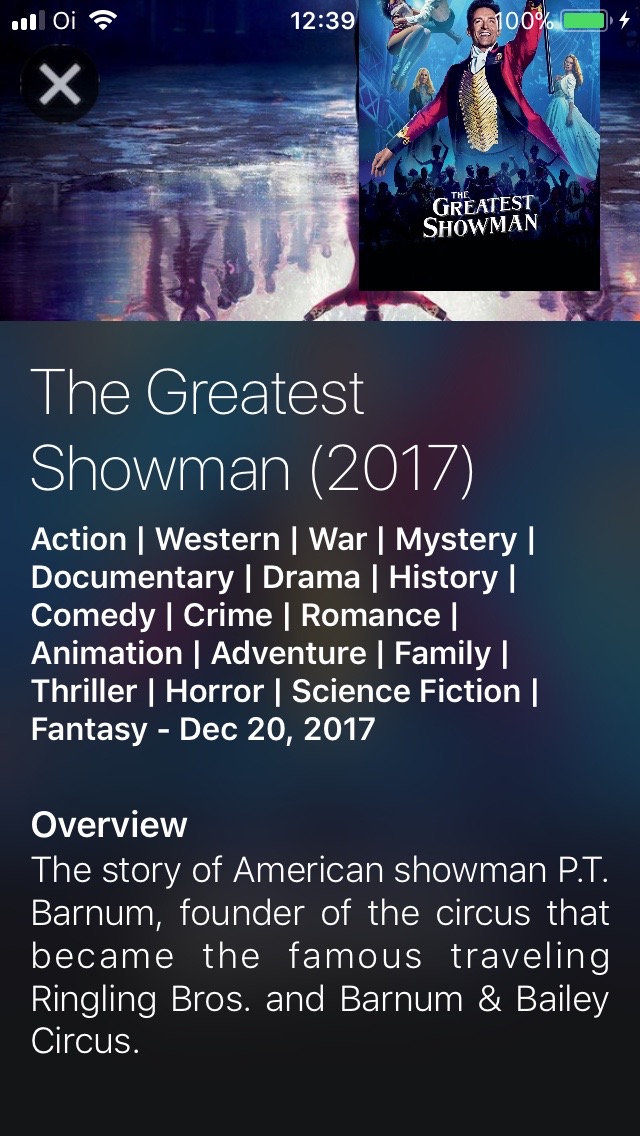 Oi 12:39 100%
THE
GREATEST
SHOWMAN
The Greatest
Showman (2017)
Action | Western | War | Mystery |
Documentary | Drama | History |
Comedy | Crime | Romance |
Animation | Adventure | Family |
Thriller | Horror | Science Fiction |
Fantasy - Dec 20, 2017
Overview
The story of American showman P.T.
Barnum, founder of the circus that
became the famous traveling
Ringling Bros. and Barnum & Bailey
Circus.